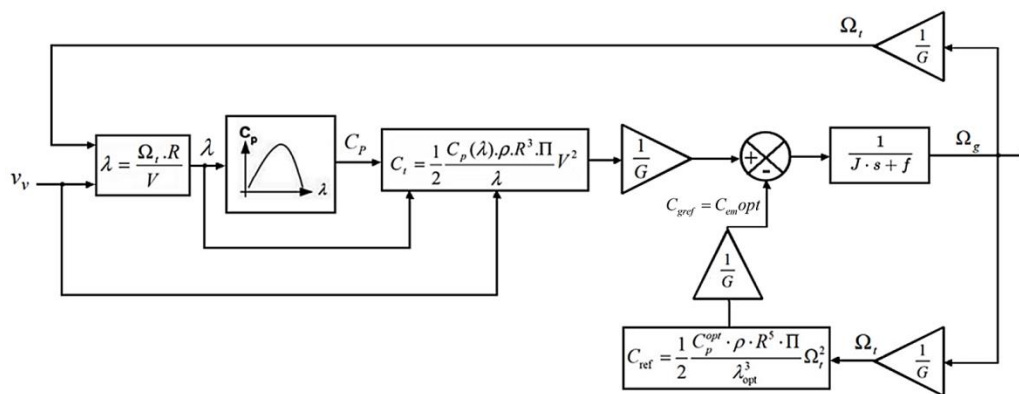 Ω_t
1/G
v_v
λ = Ω_t . R / V
λ
C_p
λ
C_P
C_t = 1/2 C_p(λ).ρ.R^3.Π / λ V^2
1/G
+
-
1 / J · s + f
Ω_g
C_gref = C_em opt
1/G
C_ref = 1/2 C_p^opt · ρ · R^5 · Π / λ_opt^3 Ω_t^2
Ω_t
1/G